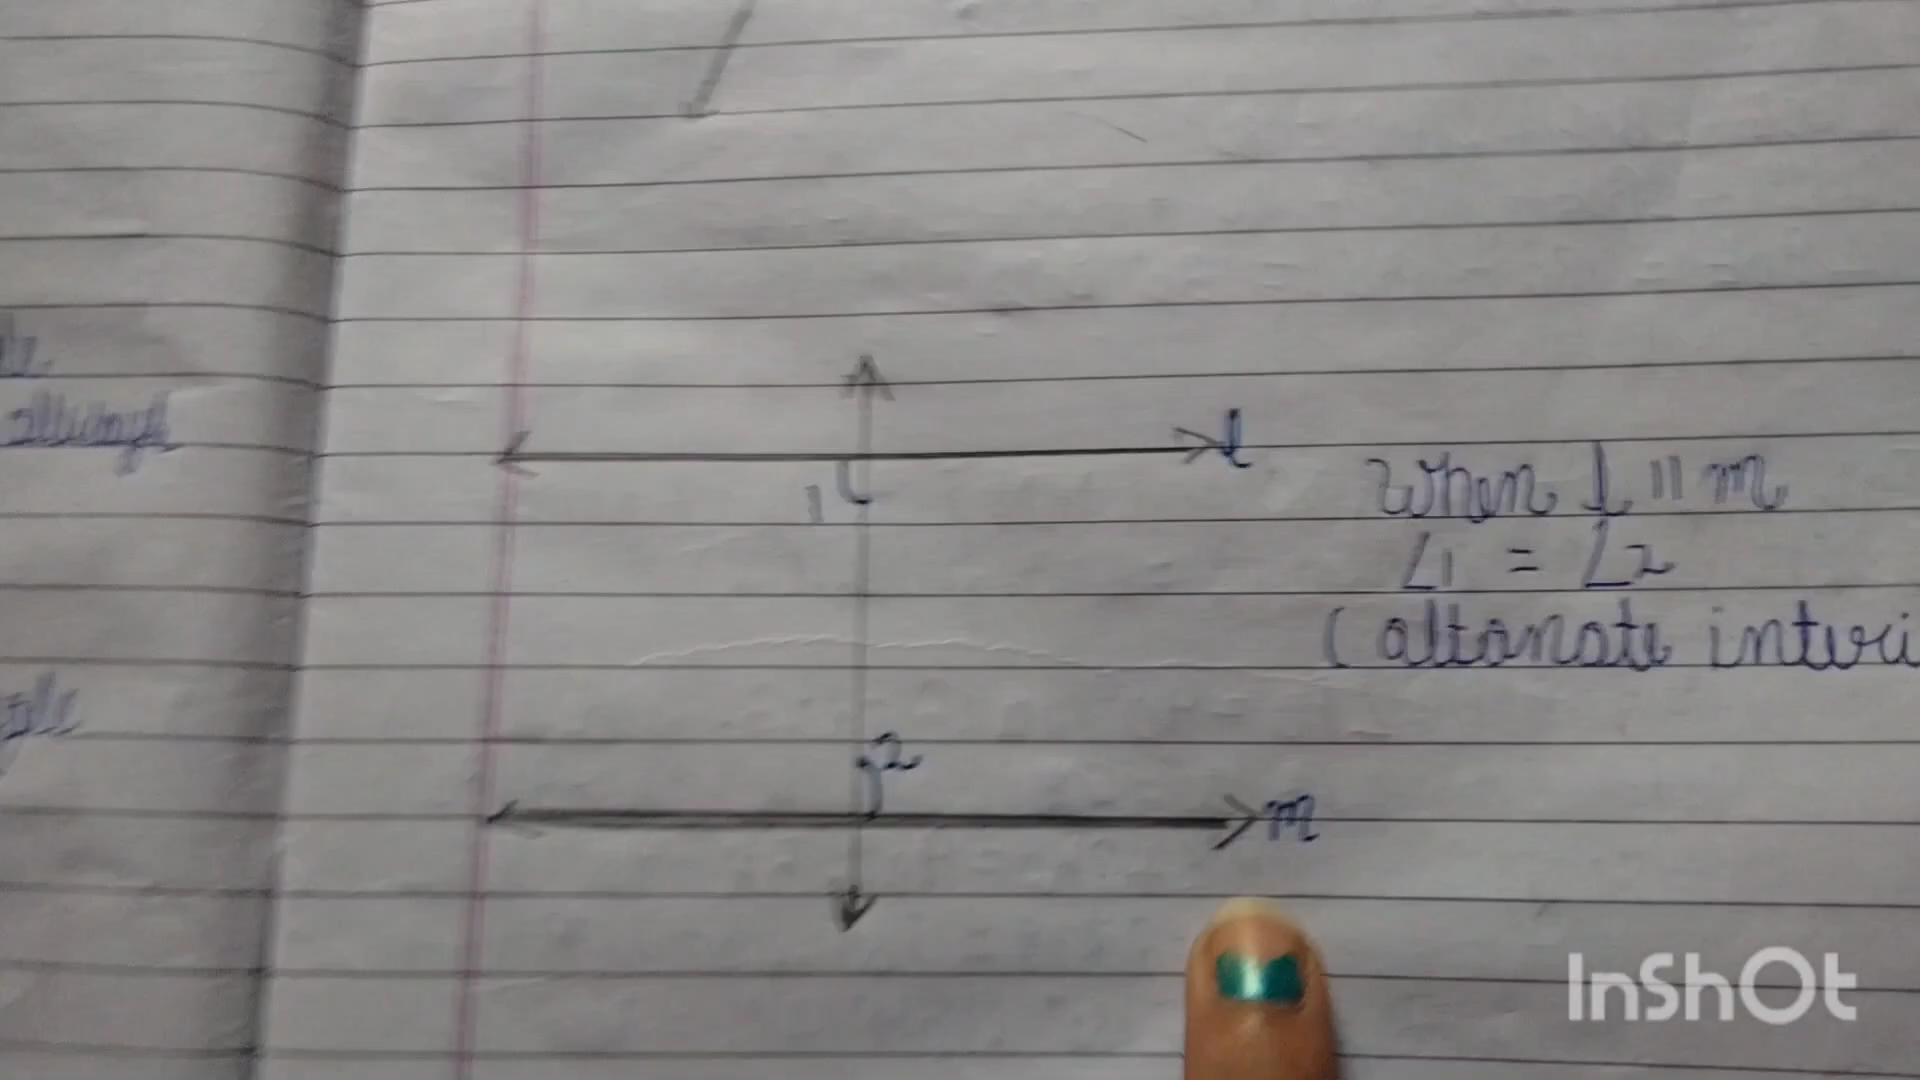 l
1
When l || m
∠1 = ∠2
(altonate interi
2
m
InShOt